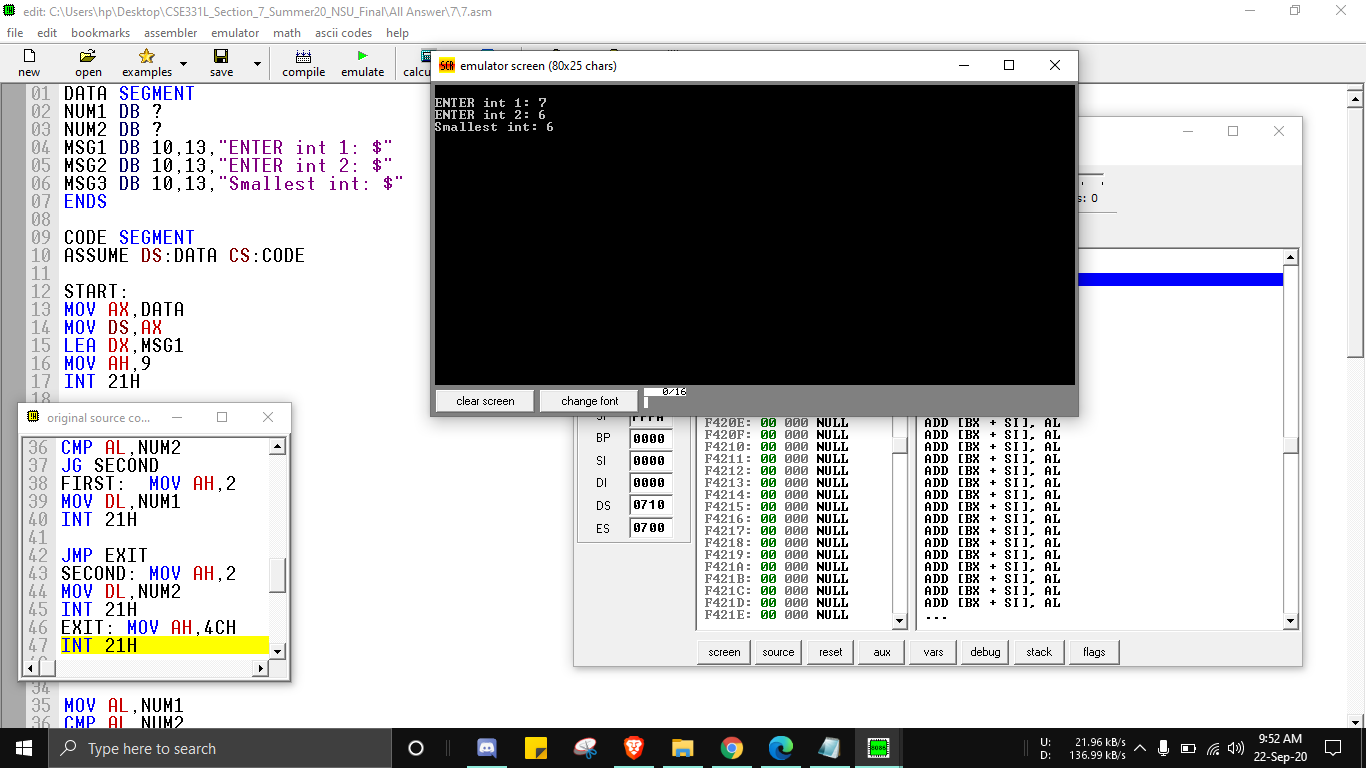 edit: C:\Users\hp\Desktop\CSE331L_Section_7_Summer20_NSU_Final\All Answer\7\7.asm
file edit bookmarks assembler emulator math ascii codes help
new open examples save compile emulate calcu
01 DATA SEGMENT
02 NUM1 DB ?
03 NUM2 DB ?
04 MSG1 DB 10,13,"ENTER int 1: $"
05 MSG2 DB 10,13,"ENTER int 2: $"
06 MSG3 DB 10,13,"Smallest int: $"
07 ENDS
08
09 CODE SEGMENT
10 ASSUME DS:DATA CS:CODE
11
12 START:
13 MOV AX,DATA
14 MOV DS,AX
15 LEA DX,MSG1
16 MOV AH,9
17 INT 21H
18
emulator screen (80x25 chars)
ENTER int 1: 7
ENTER int 2: 6
Smallest int: 6
clear screen change font 0/16
s: 0
original source co...
36 CMP AL,NUM2
37 JG SECOND
38 FIRST: MOV AH,2
39 MOV DL,NUM1
40 INT 21H
41
42 JMP EXIT
43 SECOND: MOV AH,2
44 MOV DL,NUM2
45 INT 21H
46 EXIT: MOV AH,4CH
47 INT 21H
34
35 MOV AL,NUM1
36 CMP AL,NUM2
SP FFFA
BP 0000
SI 0000
DI 0000
DS 0710
ES 0700
F420E: 00 000 NULL ADD [BX + SI], AL
F420F: 00 000 NULL ADD [BX + SI], AL
F4210: 00 000 NULL ADD [BX + SI], AL
F4211: 00 000 NULL ADD [BX + SI], AL
F4212: 00 000 NULL ADD [BX + SI], AL
F4213: 00 000 NULL ADD [BX + SI], AL
F4214: 00 000 NULL ADD [BX + SI], AL
F4215: 00 000 NULL ADD [BX + SI], AL
F4216: 00 000 NULL ADD [BX + SI], AL
F4217: 00 000 NULL ADD [BX + SI], AL
F4218: 00 000 NULL ADD [BX + SI], AL
F4219: 00 000 NULL ADD [BX + SI], AL
F421A: 00 000 NULL ADD [BX + SI], AL
F421B: 00 000 NULL ADD [BX + SI], AL
F421C: 00 000 NULL ADD [BX + SI], AL
F421D: 00 000 NULL ADD [BX + SI], AL
F421E: 00 000 NULL ...
screen source reset aux vars debug stack flags
Type here to search
U: 21.96 kB/s
D: 136.99 kB/s
9:52 AM
22-Sep-20